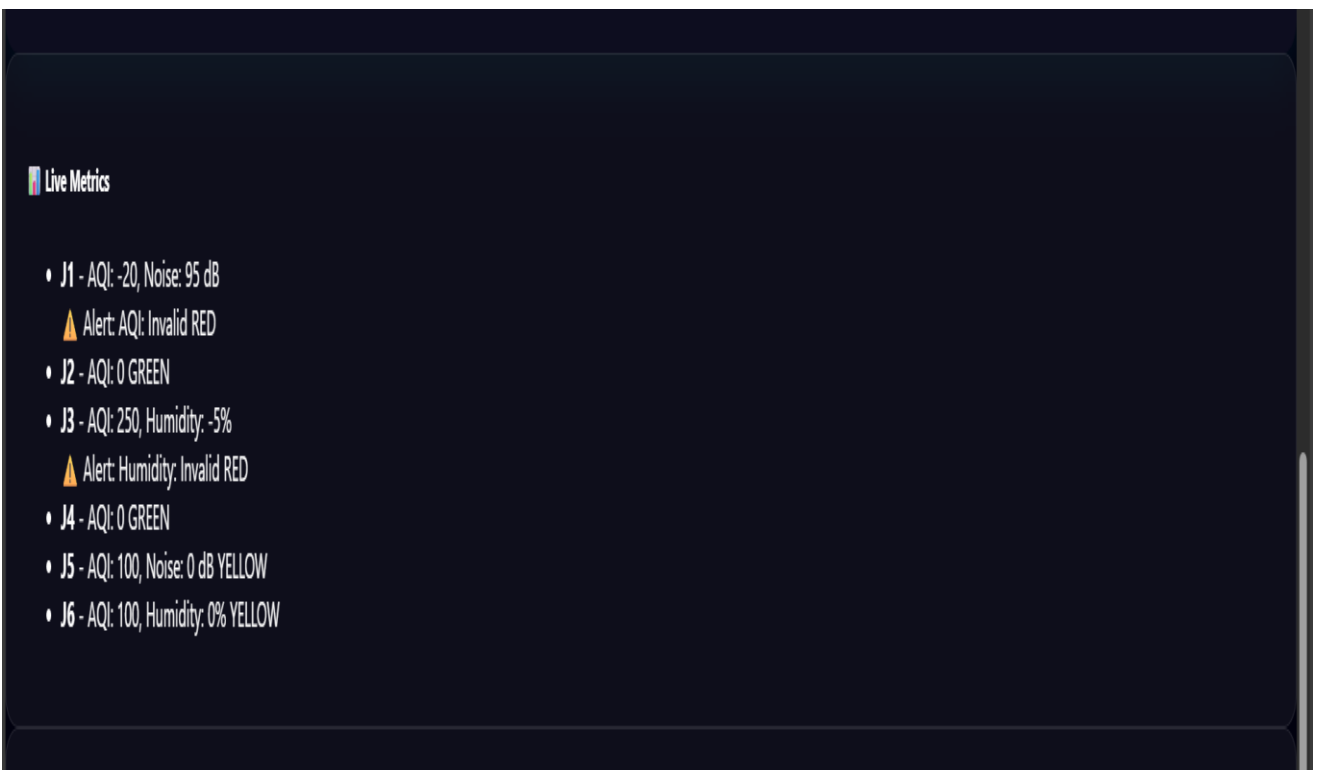 📊 Live Metrics
• J1 - AQI: -20, Noise: 95 dB
⚠️ Alert: AQI: Invalid RED
• J2 - AQI: 0 GREEN
• J3 - AQI: 250, Humidity: -5%
⚠️ Alert: Humidity: Invalid RED
• J4 - AQI: 0 GREEN
• J5 - AQI: 100, Noise: 0 dB YELLOW
• J6 - AQI: 100, Humidity: 0% YELLOW